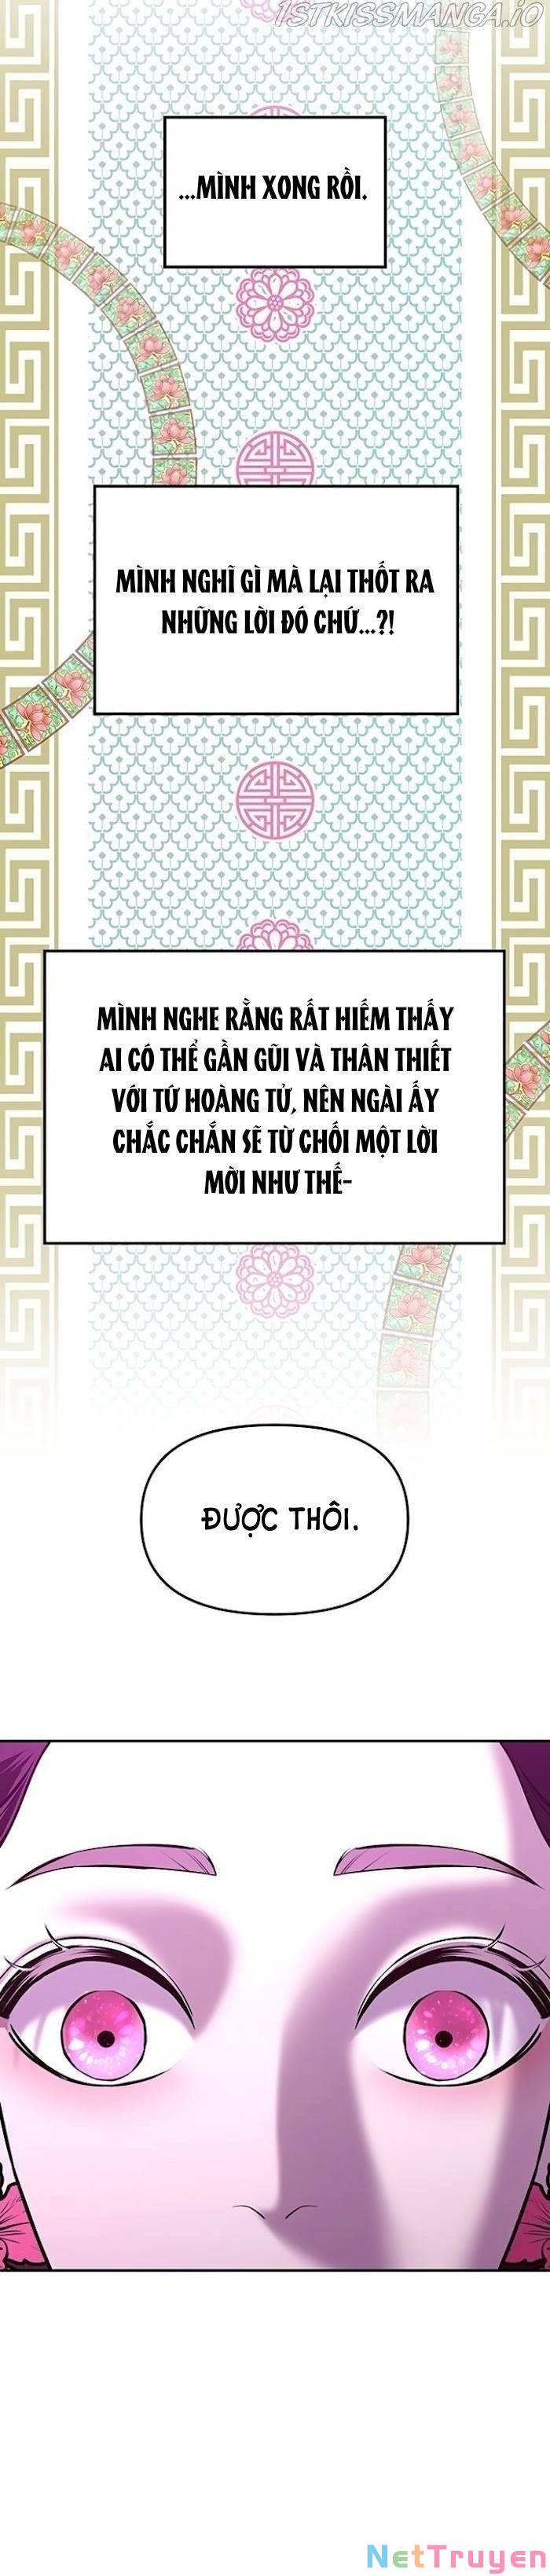 1STKISSMANGA.iO
...MÌNH XONG RỒI.
MÌNH NGHĨ GÌ MÀ LẠI THỐT RA
NHỮNG LỜI ĐÓ CHỨ...?!
MÌNH NGHE RẰNG RẤT HIẾM THẤY
AI CÓ THỂ GẦN GŨI VÀ THÂN THIẾT
VỚI TỨ HOÀNG TỬ, NÊN NGÀI ẤY
CHẮC CHẮN SẼ TỪ CHỐI MỘT LỜI
MỜI NHƯ THẾ-
ĐƯỢC THÔI.
NetTruyen